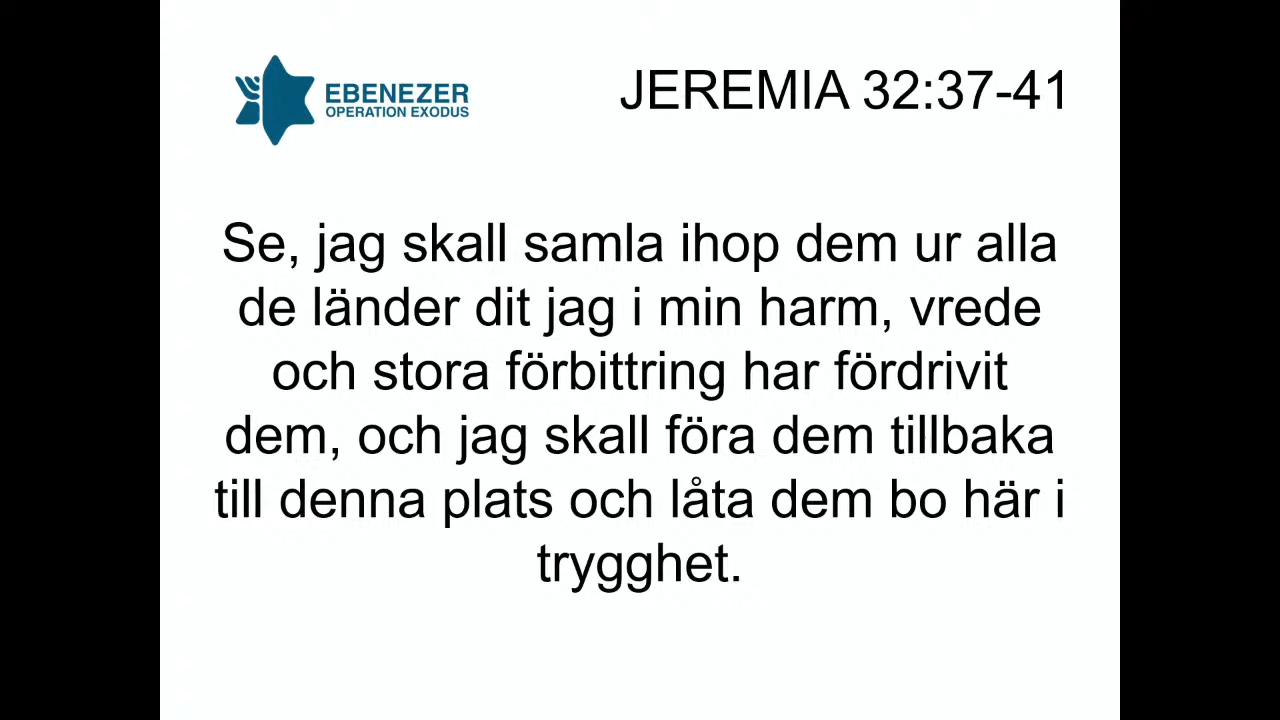 EBENEZER
OPERATION EXODUS
JEREMIA 32:37-41
Se, jag skall samla ihop dem ur alla
de länder dit jag i min harm, vrede
och stora förbittring har fördrivit
dem, och jag skall föra dem tillbaka
till denna plats och låta dem bo här i
trygghet.